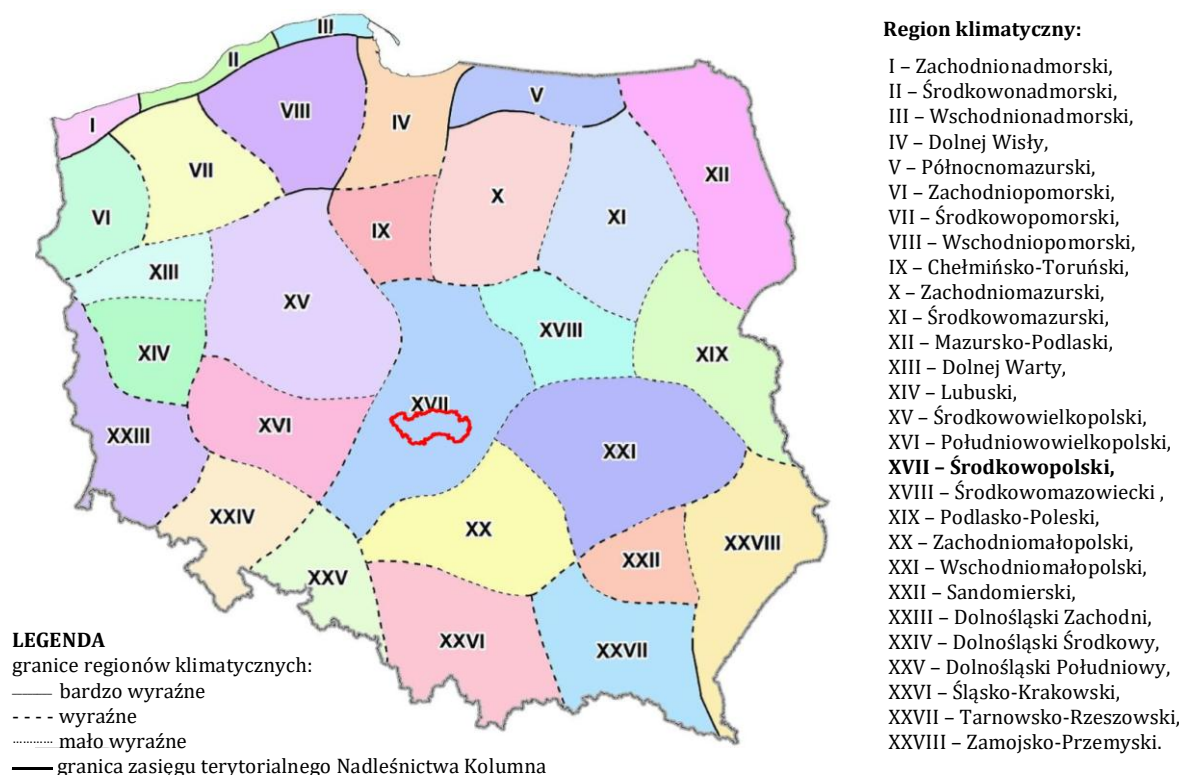 III
II
I
VIII
IV
V
VII
XII
X
VI
XI
IX
XIII
XV
XVIII
XIV
XIX
XVII
XVI
XXIII
XXI
XXIV
XX
XXVIII
XXII
XXV
XXVI
XXVII
LEGENDA
granice regionów klimatycznych:
bardzo wyraźne
wyraźne
mało wyraźne
granica zasięgu terytorialnego Nadleśnictwa Kolumna
Region klimatyczny:
I – Zachodnionadmorski,
II – Środkowonadmorski,
III – Wschodnionadmorski,
IV – Dolnej Wisły,
V – Północnomazurski,
VI – Zachodniopomorski,
VII – Środkowopomorski,
VIII – Wschodniopomorski,
IX – Chełmińsko-Toruński,
X – Zachodniomazurski,
XI – Środkowomazurski,
XII – Mazursko-Podlaski,
XIII – Dolnej Warty,
XIV – Lubuski,
XV – Środkowowielkopolski,
XVI – Południowowielkopolski,
XVII – Środkowopolski,
XVIII – Środkowomazowiecki ,
XIX – Podlasko-Poleski,
XX – Zachodniomałopolski,
XXI – Wschodniomałopolski,
XXII – Sandomierski,
XXIII – Dolnośląski Zachodni,
XXIV – Dolnośląski Środkowy,
XXV – Dolnośląski Południowy,
XXVI – Śląsko-Krakowski,
XXVII – Tarnowsko-Rzeszowski,
XXVIII – Zamojsko-Przemyski.